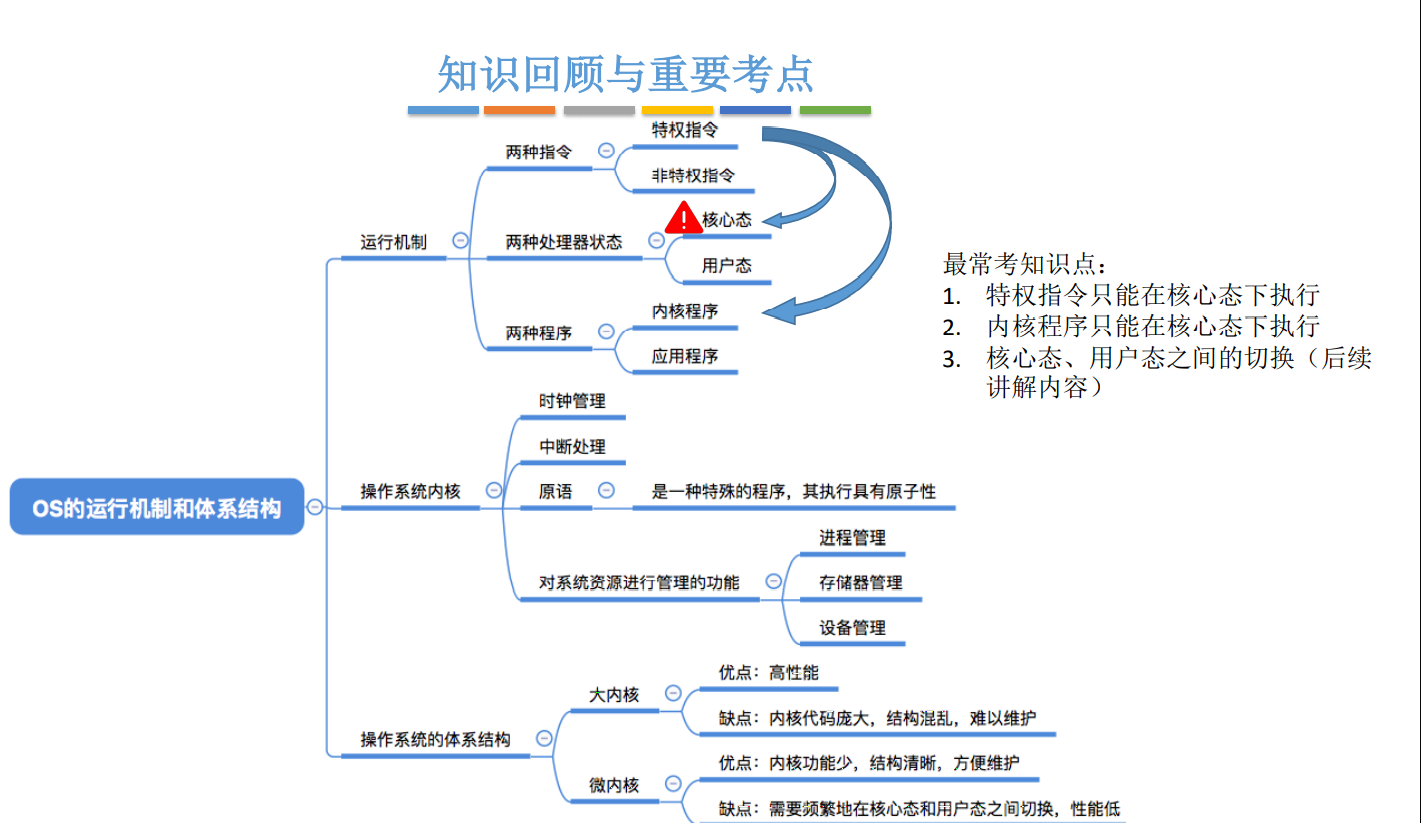 知识回顾与重要考点
特权指令
两种指令
非特权指令
核心态
运行机制
两种处理器状态
用户态
内核程序
两种程序
应用程序
最常考知识点：
1. 特权指令只能在核心态下执行
2. 内核程序只能在核心态下执行
3. 核心态、用户态之间的切换（后续
讲解内容）
时钟管理
中断处理
操作系统内核
原语
是一种特殊的程序，其执行具有原子性
OS的运行机制和体系结构
进程管理
对系统资源进行管理的功能
存储器管理
设备管理
优点：高性能
大内核
缺点：内核代码庞大，结构混乱，难以维护
操作系统的体系结构
优点：内核功能少，结构清晰，方便维护
微内核
缺点：需要频繁地在核心态和用户态之间切换，性能低